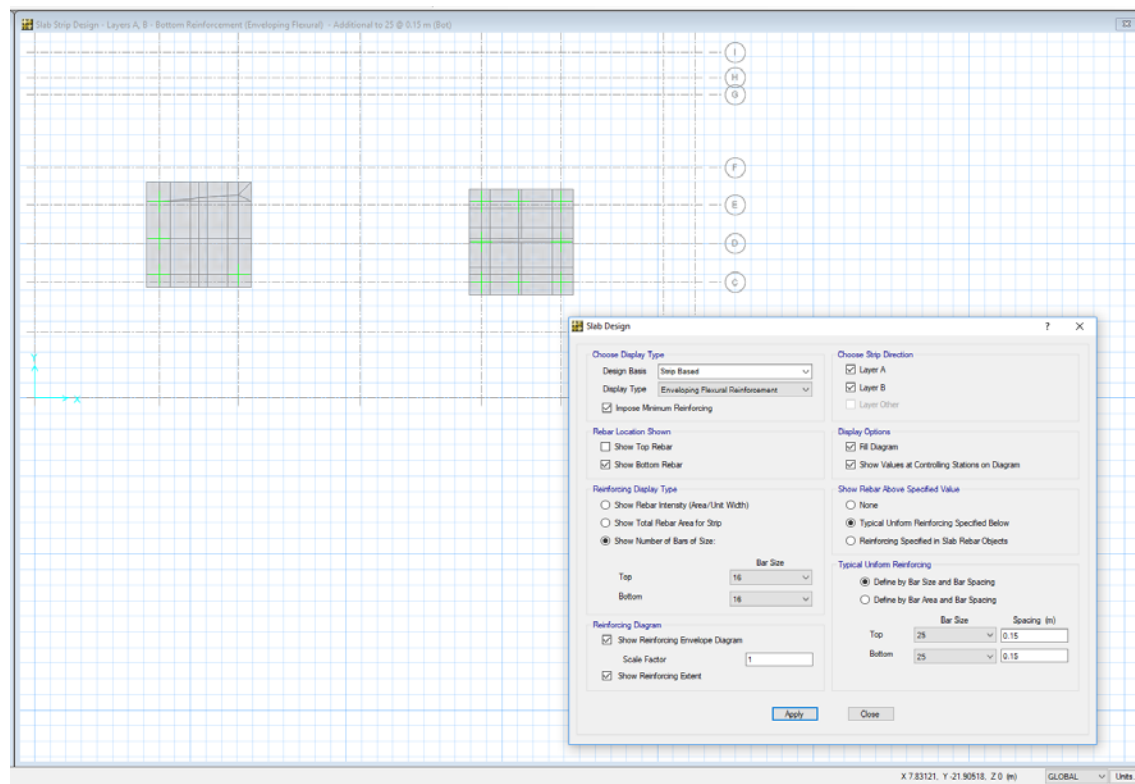 Slab Strip Design - Layers A, B - Bottom Reinforcement (Enveloping Flexural) - Additional to 25 @ 0.15 m (Bot)
I
H
G
F
E
D
C
Y
X
Slab Design
?
Choose Display Type
Design Basis Strip Based
Display Type Enveloping Flexural Reinforcement
Impose Minimum Reinforcing
Rebar Location Shown
Show Top Rebar
Show Bottom Rebar
Reinforcing Display Type
Show Rebar Intensity (Area/Unit Width)
Show Total Rebar Area for Strip
Show Number of Bars of Size:
Bar Size
Top 16
Bottom 16
Reinforcing Diagram
Show Reinforcing Envelope Diagram
Scale Factor 1
Show Reinforcing Extent
Choose Strip Direction
Layer A
Layer B
Layer Other
Display Options
Fill Diagram
Show Values at Controlling Stations on Diagram
Show Rebar Above Specified Value
None
Typical Uniform Reinforcing Specified Below
Reinforcing Specified in Slab Rebar Objects
Typical Uniform Reinforcing
Define by Bar Size and Bar Spacing
Define by Bar Area and Bar Spacing
Bar Size Spacing (m)
Top 25 0.15
Bottom 25 0.15
Apply Close
X 7.83121, Y -21.90518, Z 0 (m) GLOBAL Units